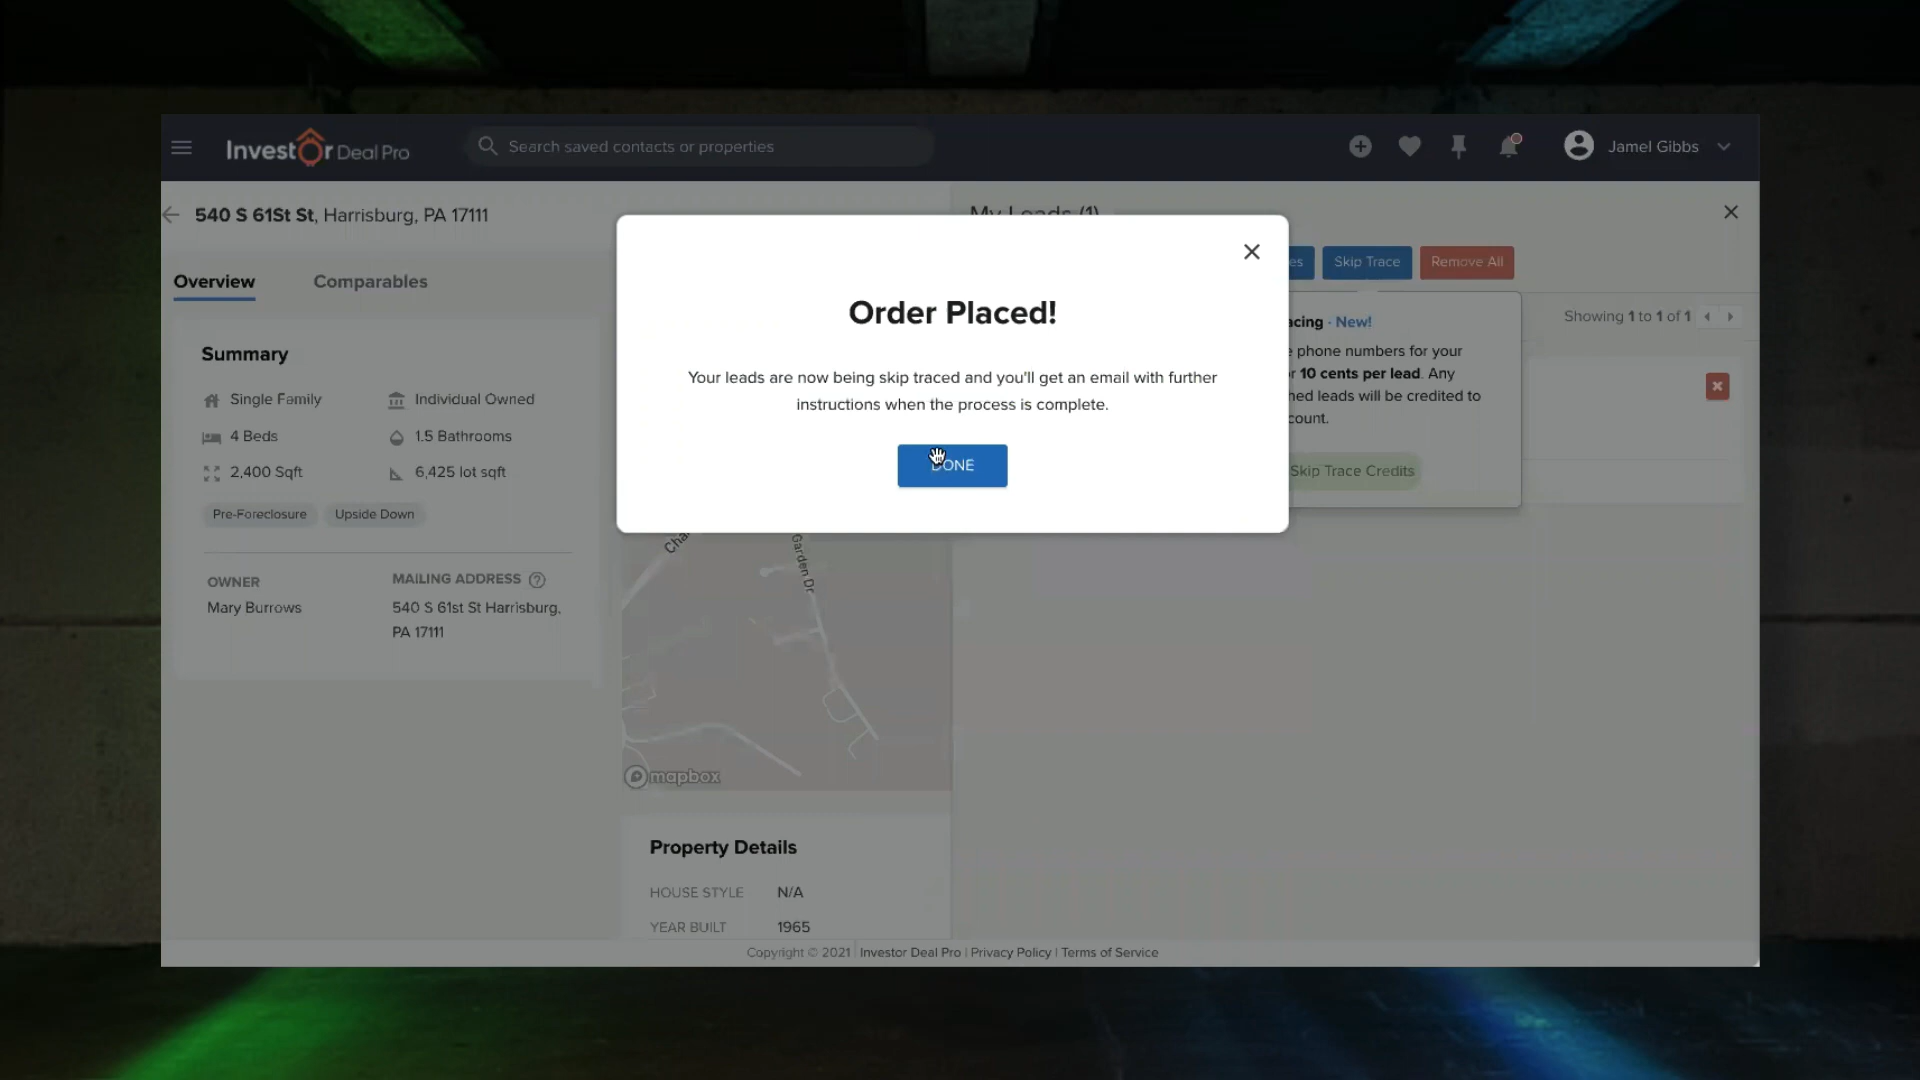 InvestOr Deal Pro
Search saved contacts or properties
Jamel Gibbs
540 S 61St St, Harrisburg, PA 17111
My Leads (1)
Overview
Comparables
Skip Trace
Remove All
Order Placed!
Your leads are now being skip traced and you'll get an email with further
instructions when the process is complete.
DONE
- New!
Showing 1 to 1 of 1
phone numbers for your
10 cents per lead. Any
leads will be credited to
Skip Trace Credits
Summary
Single Family
Individual Owned
4 Beds
1.5 Bathrooms
2,400 Sqft
6,425 lot sqft
Pre-Foreclosure
Upside Down
OWNER
MAILING ADDRESS ?
Mary Burrows
540 S 61st St Harrisburg,
PA 17111
Garden Dr
mapbox
Property Details
HOUSE STYLE
N/A
YEAR BUILT
1965
Copyright © 2021 | Investor Deal Pro | Privacy Policy | Terms of Service